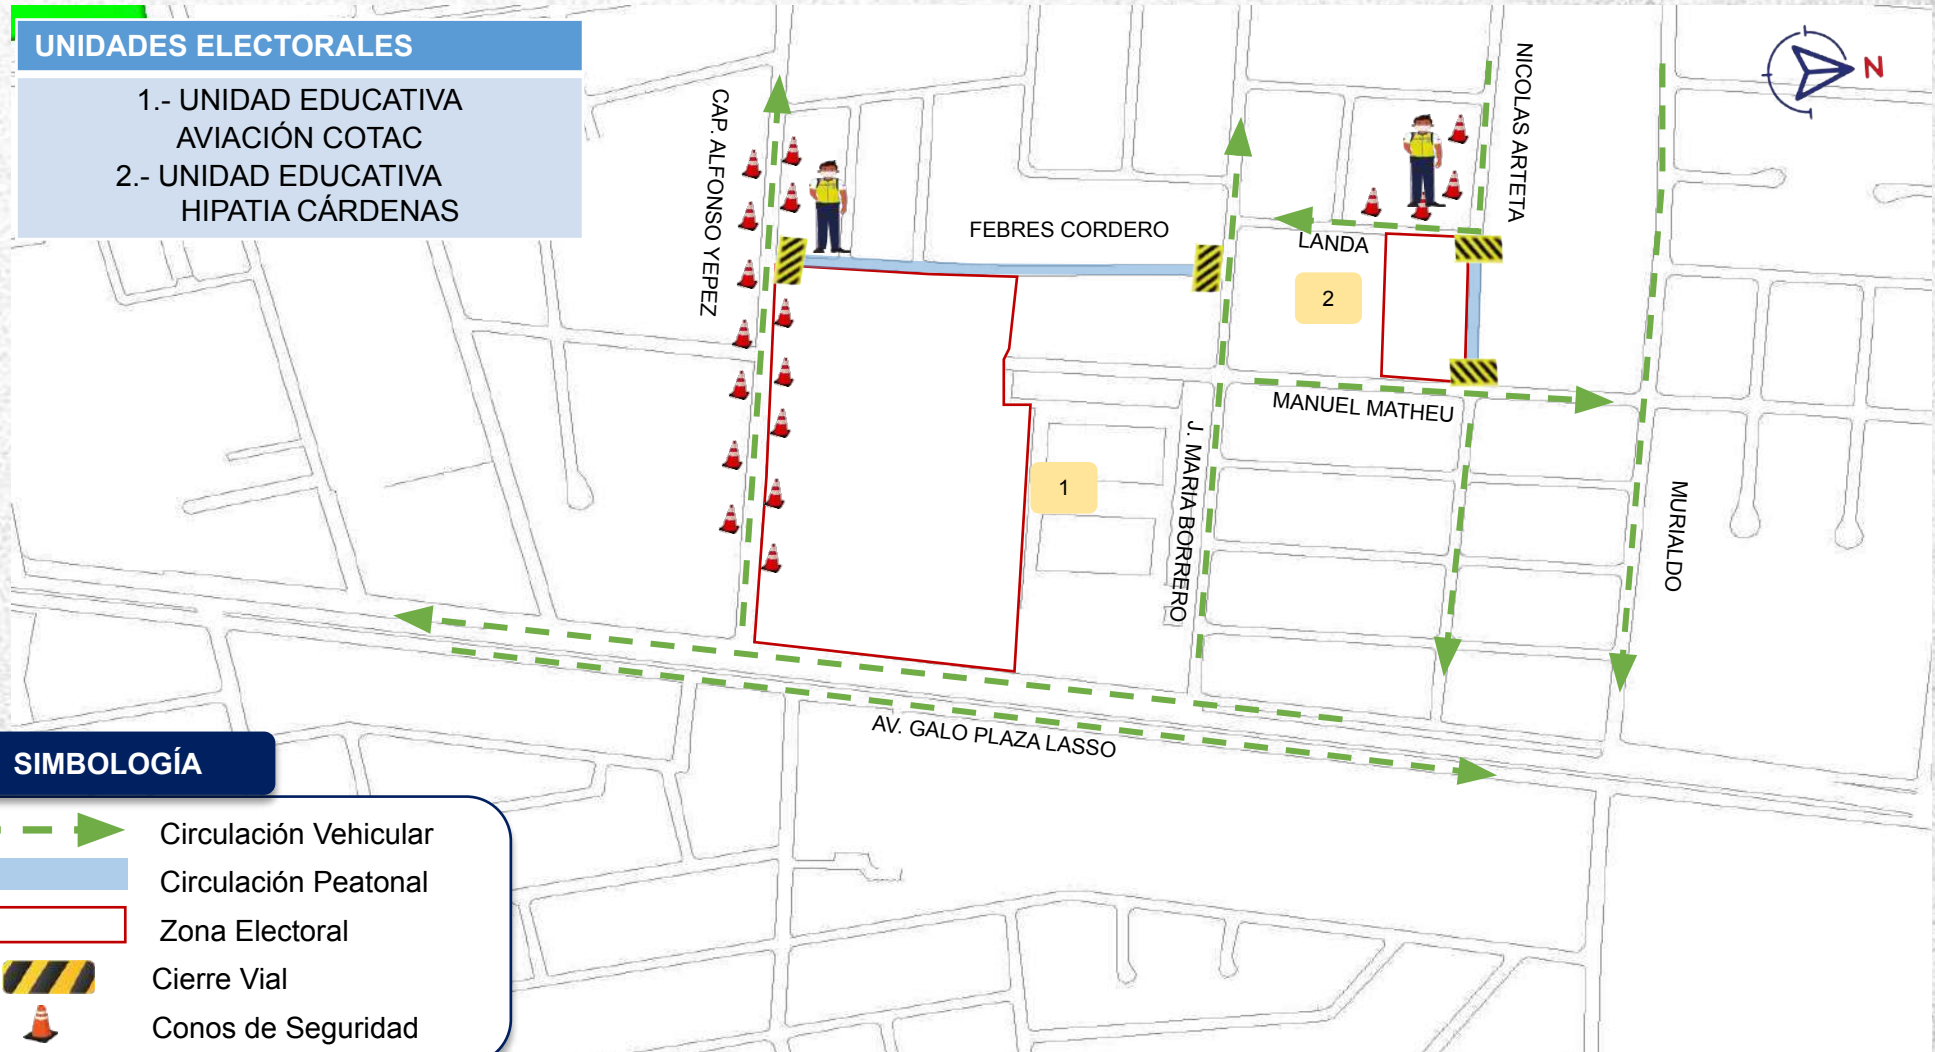 UNIDADES ELECTORALES
1.- UNIDAD EDUCATIVA
AVIACIÓN COTAC
2.- UNIDAD EDUCATIVA
HIPATIA CÁRDENAS
N
NICOLAS ARTETA
CAP. ALFONSO YEPEZ
FEBRES CORDERO
LANDA
2
MANUEL MATHEU
J. MARIA BORRERO
1
MURIALDO
AV. GALO PLAZA LASSO
SIMBOLOGÍA
Circulación Vehicular
Circulación Peatonal
Zona Electoral
Cierre Vial
Conos de Seguridad